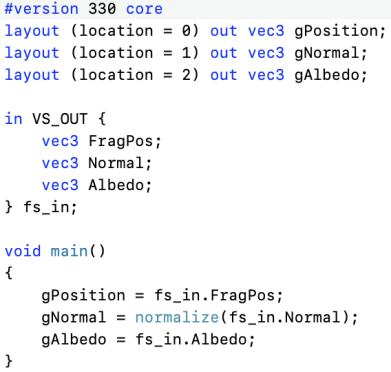 #version 330 core
layout (location = 0) out vec3 gPosition;
layout (location = 1) out vec3 gNormal;
layout (location = 2) out vec3 gAlbedo;

in VS_OUT {
    vec3 FragPos;
    vec3 Normal;
    vec3 Albedo;
} fs_in;

void main()
{
    gPosition = fs_in.FragPos;
    gNormal = normalize(fs_in.Normal);
    gAlbedo = fs_in.Albedo;
}